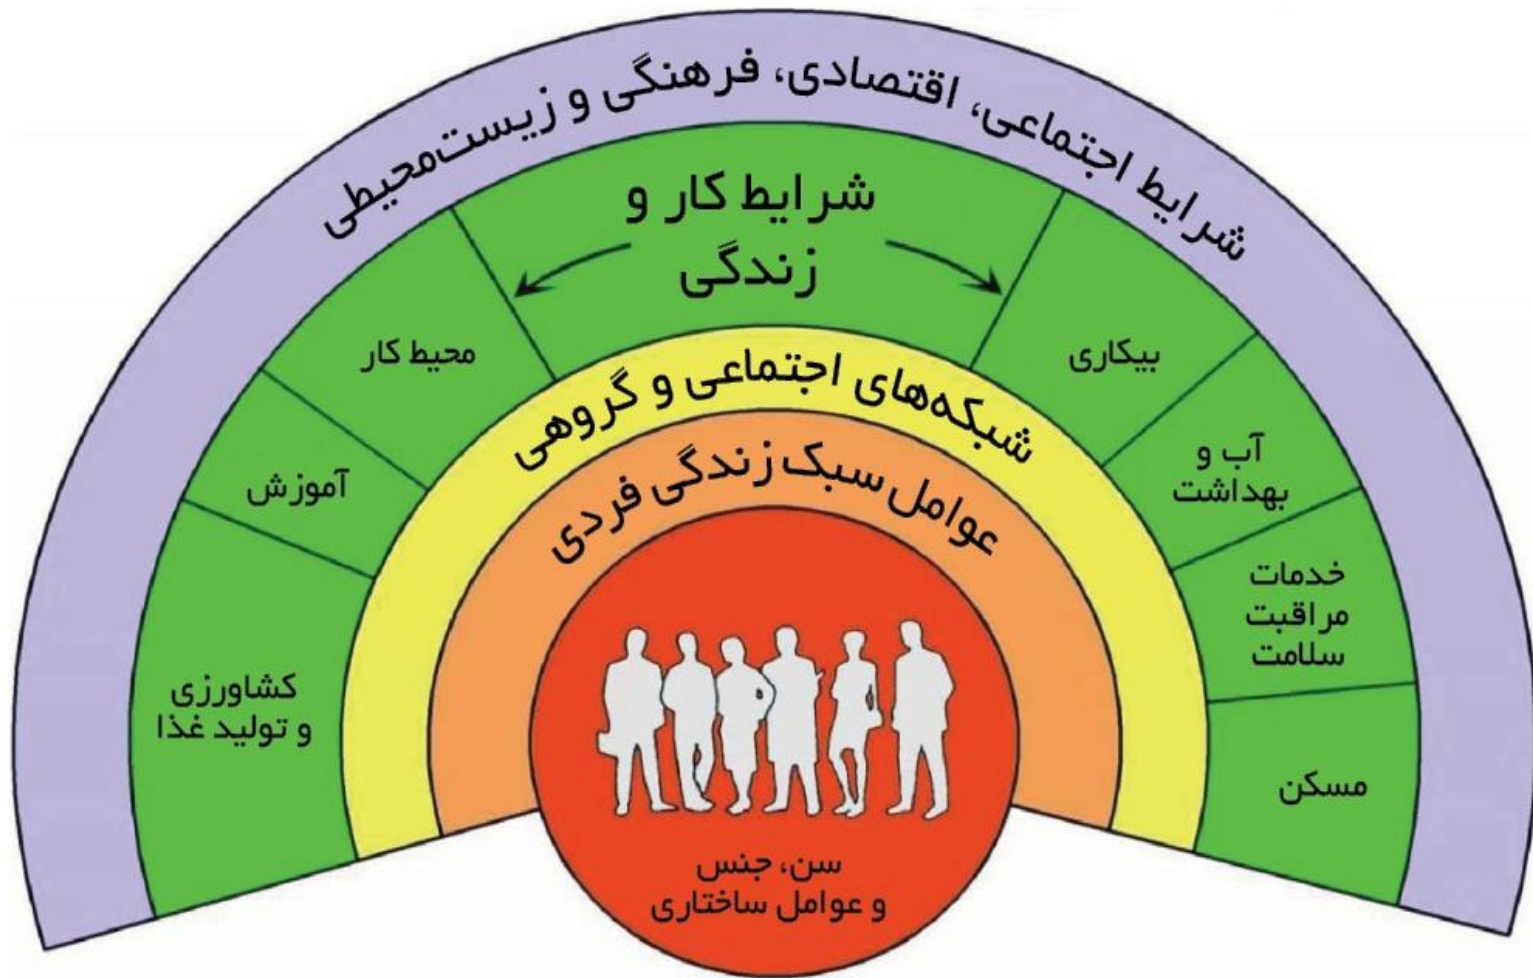 شرایط اجتماعی، اقتصادی، فرهنگی و زیست‌محیطی
شرایط کار و
زندگی
بیکاری
محیط کار
شبکه‌های اجتماعی و گروهی
آب و
بهداشت
آموزش
عوامل سبک زندگی فردی
خدمات
مراقبت
سلامت
کشاورزی
و تولید غذا
مسکن
سن، جنس
و عوامل ساختاری